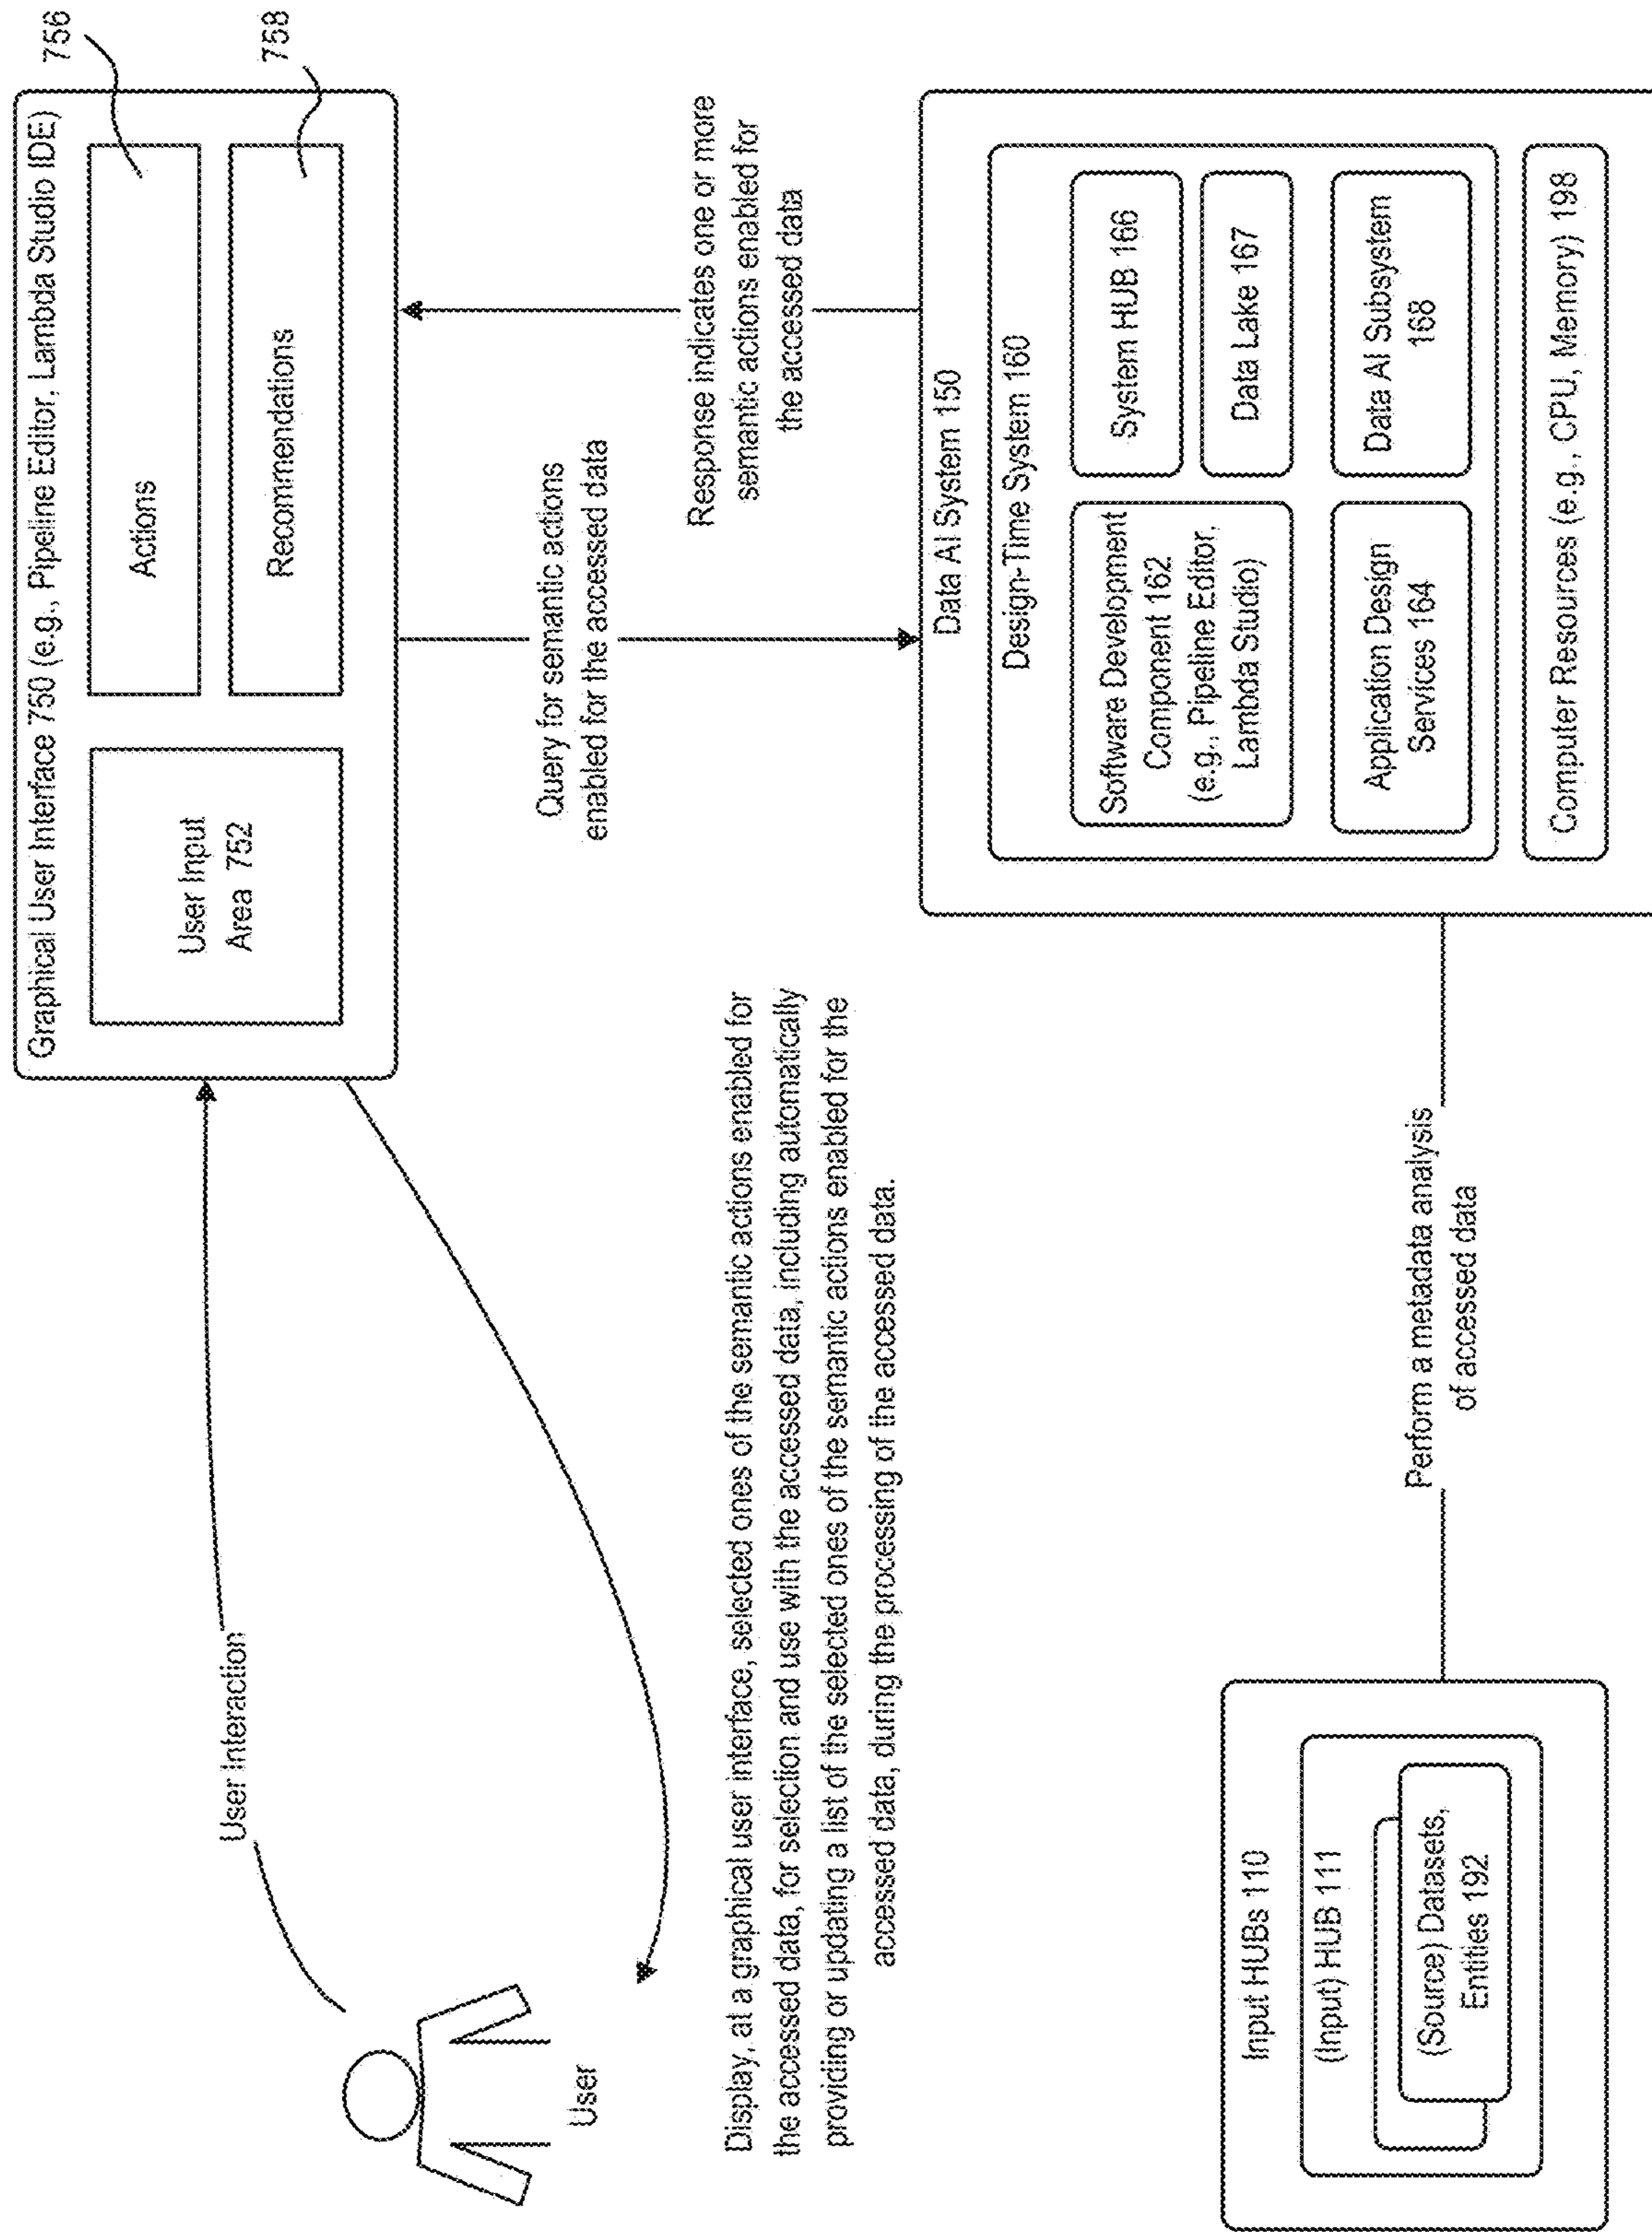 Graphical User Interface 750 (e.g., Pipeline Editor, Lambda Studio IDE)
User Input
Area 752
Actions
Recommendations
756
758
User Interaction
User
Query for semantic actions
enabled for the accessed data
Response indicates one or more
semantic actions enabled for
the accessed data
Display, at a graphical user interface, selected ones of the semantic actions enabled for
the accessed data, for selection and use with the accessed data, including automatically
providing or updating a list of the selected ones of the semantic actions enabled for the
accessed data, during the processing of the accessed data.
Data AI System 150
Design-Time System 160
Software Development
Component 162
(e.g., Pipeline Editor,
Lambda Studio)
System HUB 166
Data Lake 167
Application Design
Services 164
Data AI Subsystem
168
Computer Resources (e.g., CPU, Memory) 198
Perform a metadata analysis
of accessed data
Input HUBs 110
(Input) HUB 111
(Source) Datasets,
Entities 192